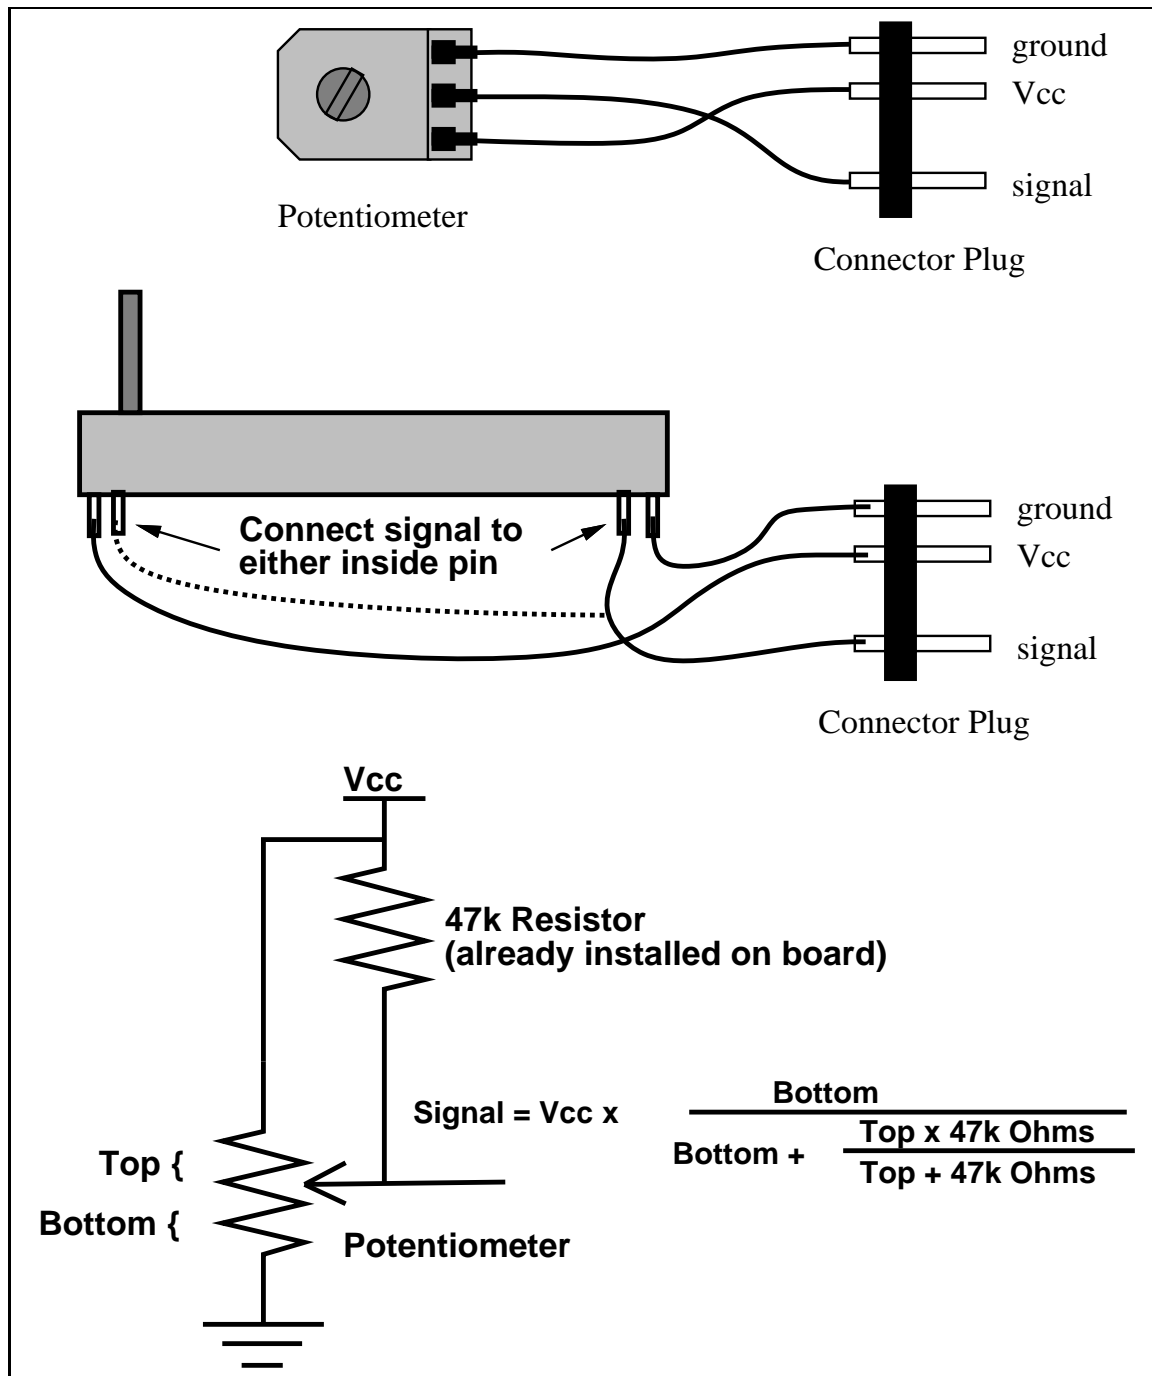 ground
Vcc
signal
Potentiometer
Connector Plug
Connect signal to
either inside pin
ground
Vcc
signal
Connector Plug
Vcc
47k Resistor
(already installed on board)
Signal = Vcc x
Bottom
Bottom +
Top x 47k Ohms
Top + 47k Ohms
Top {
Bottom {
Potentiometer